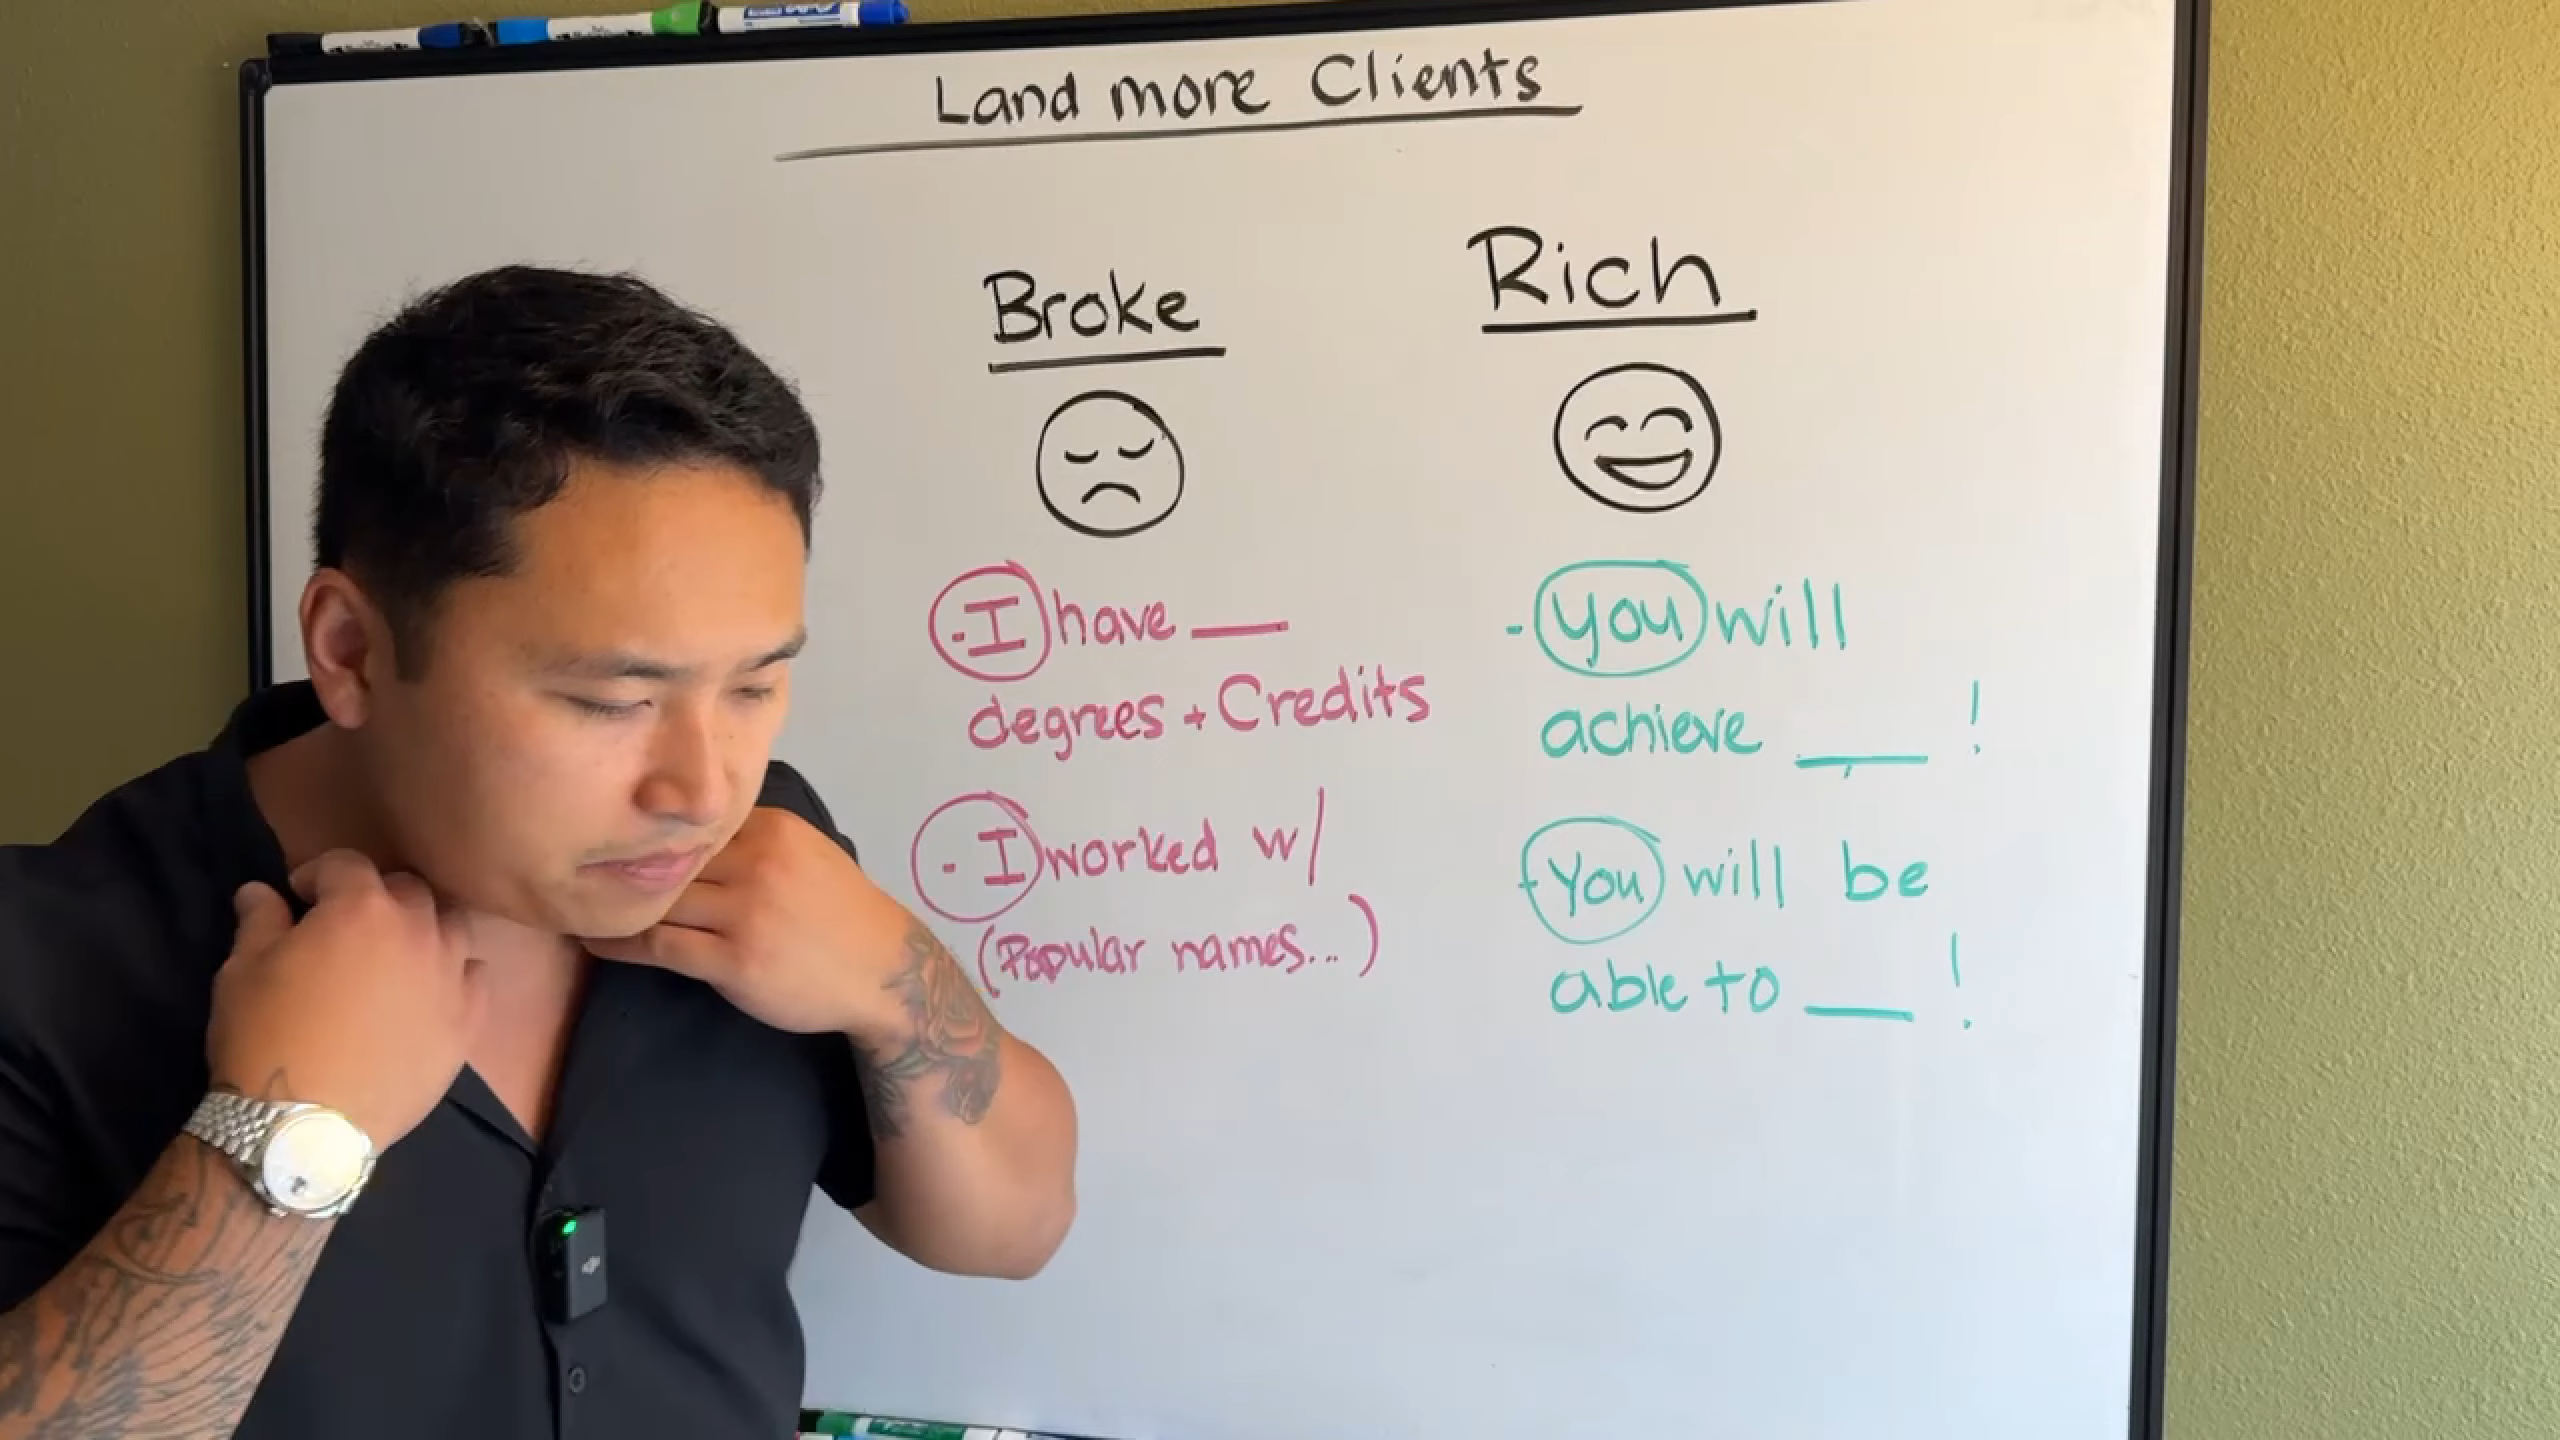 Land more Clients
Broke
- I have __
degrees + Credits
- I worked w/
(Popular names...)
Rich
- you will
achieve __ !
- You will be
able to __ !